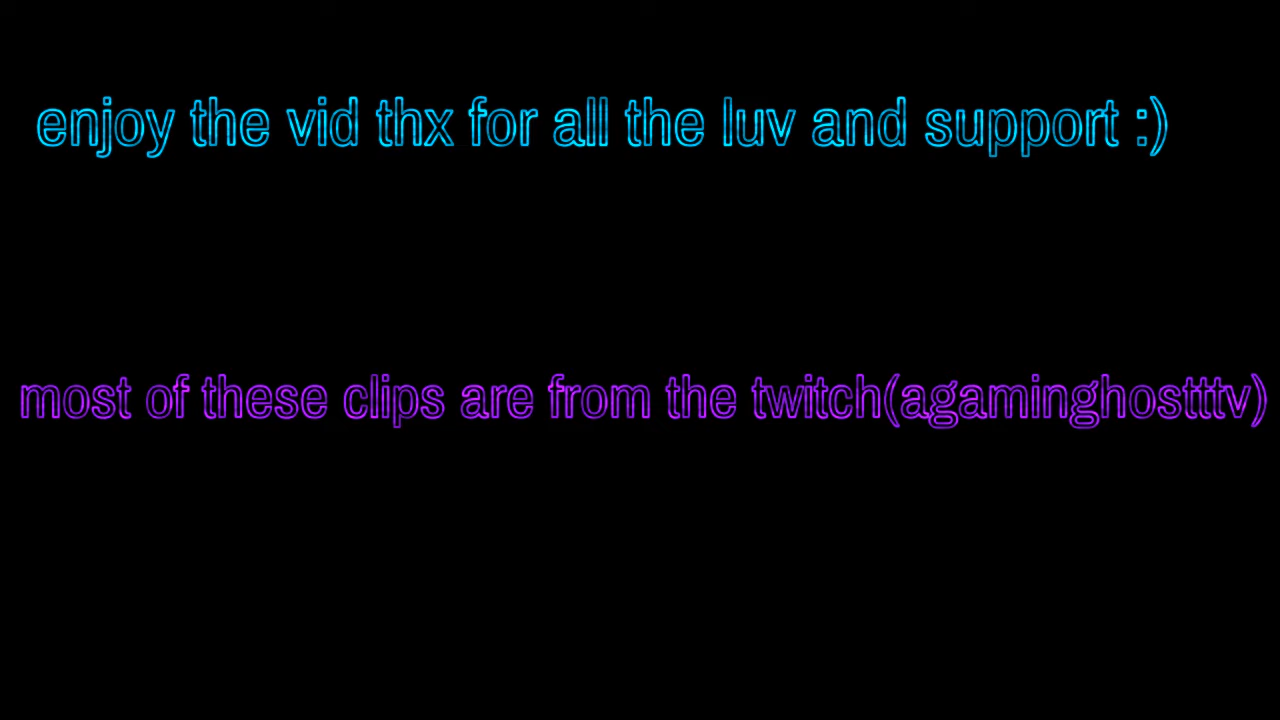 enjoy the vid thx for all the luv and support :)
most of these clips are from the twitch(agaminghostttv)